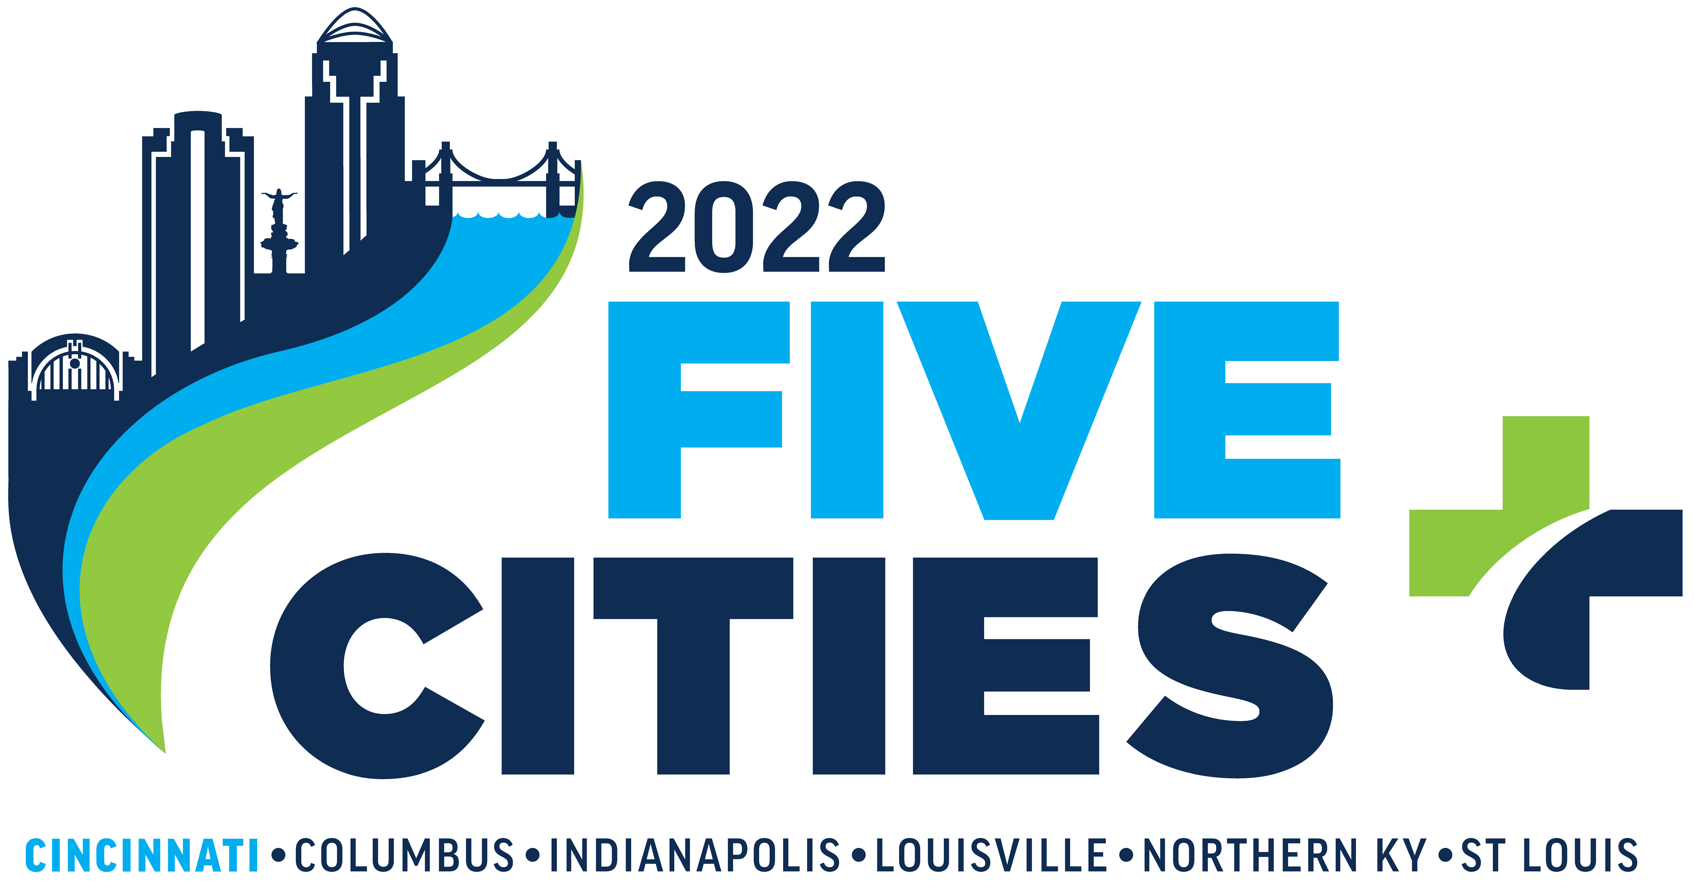 2022
FIVE
CITIES +
CINCINNATI • COLUMBUS • INDIANAPOLIS • LOUISVILLE • NORTHERN KY • ST LOUIS